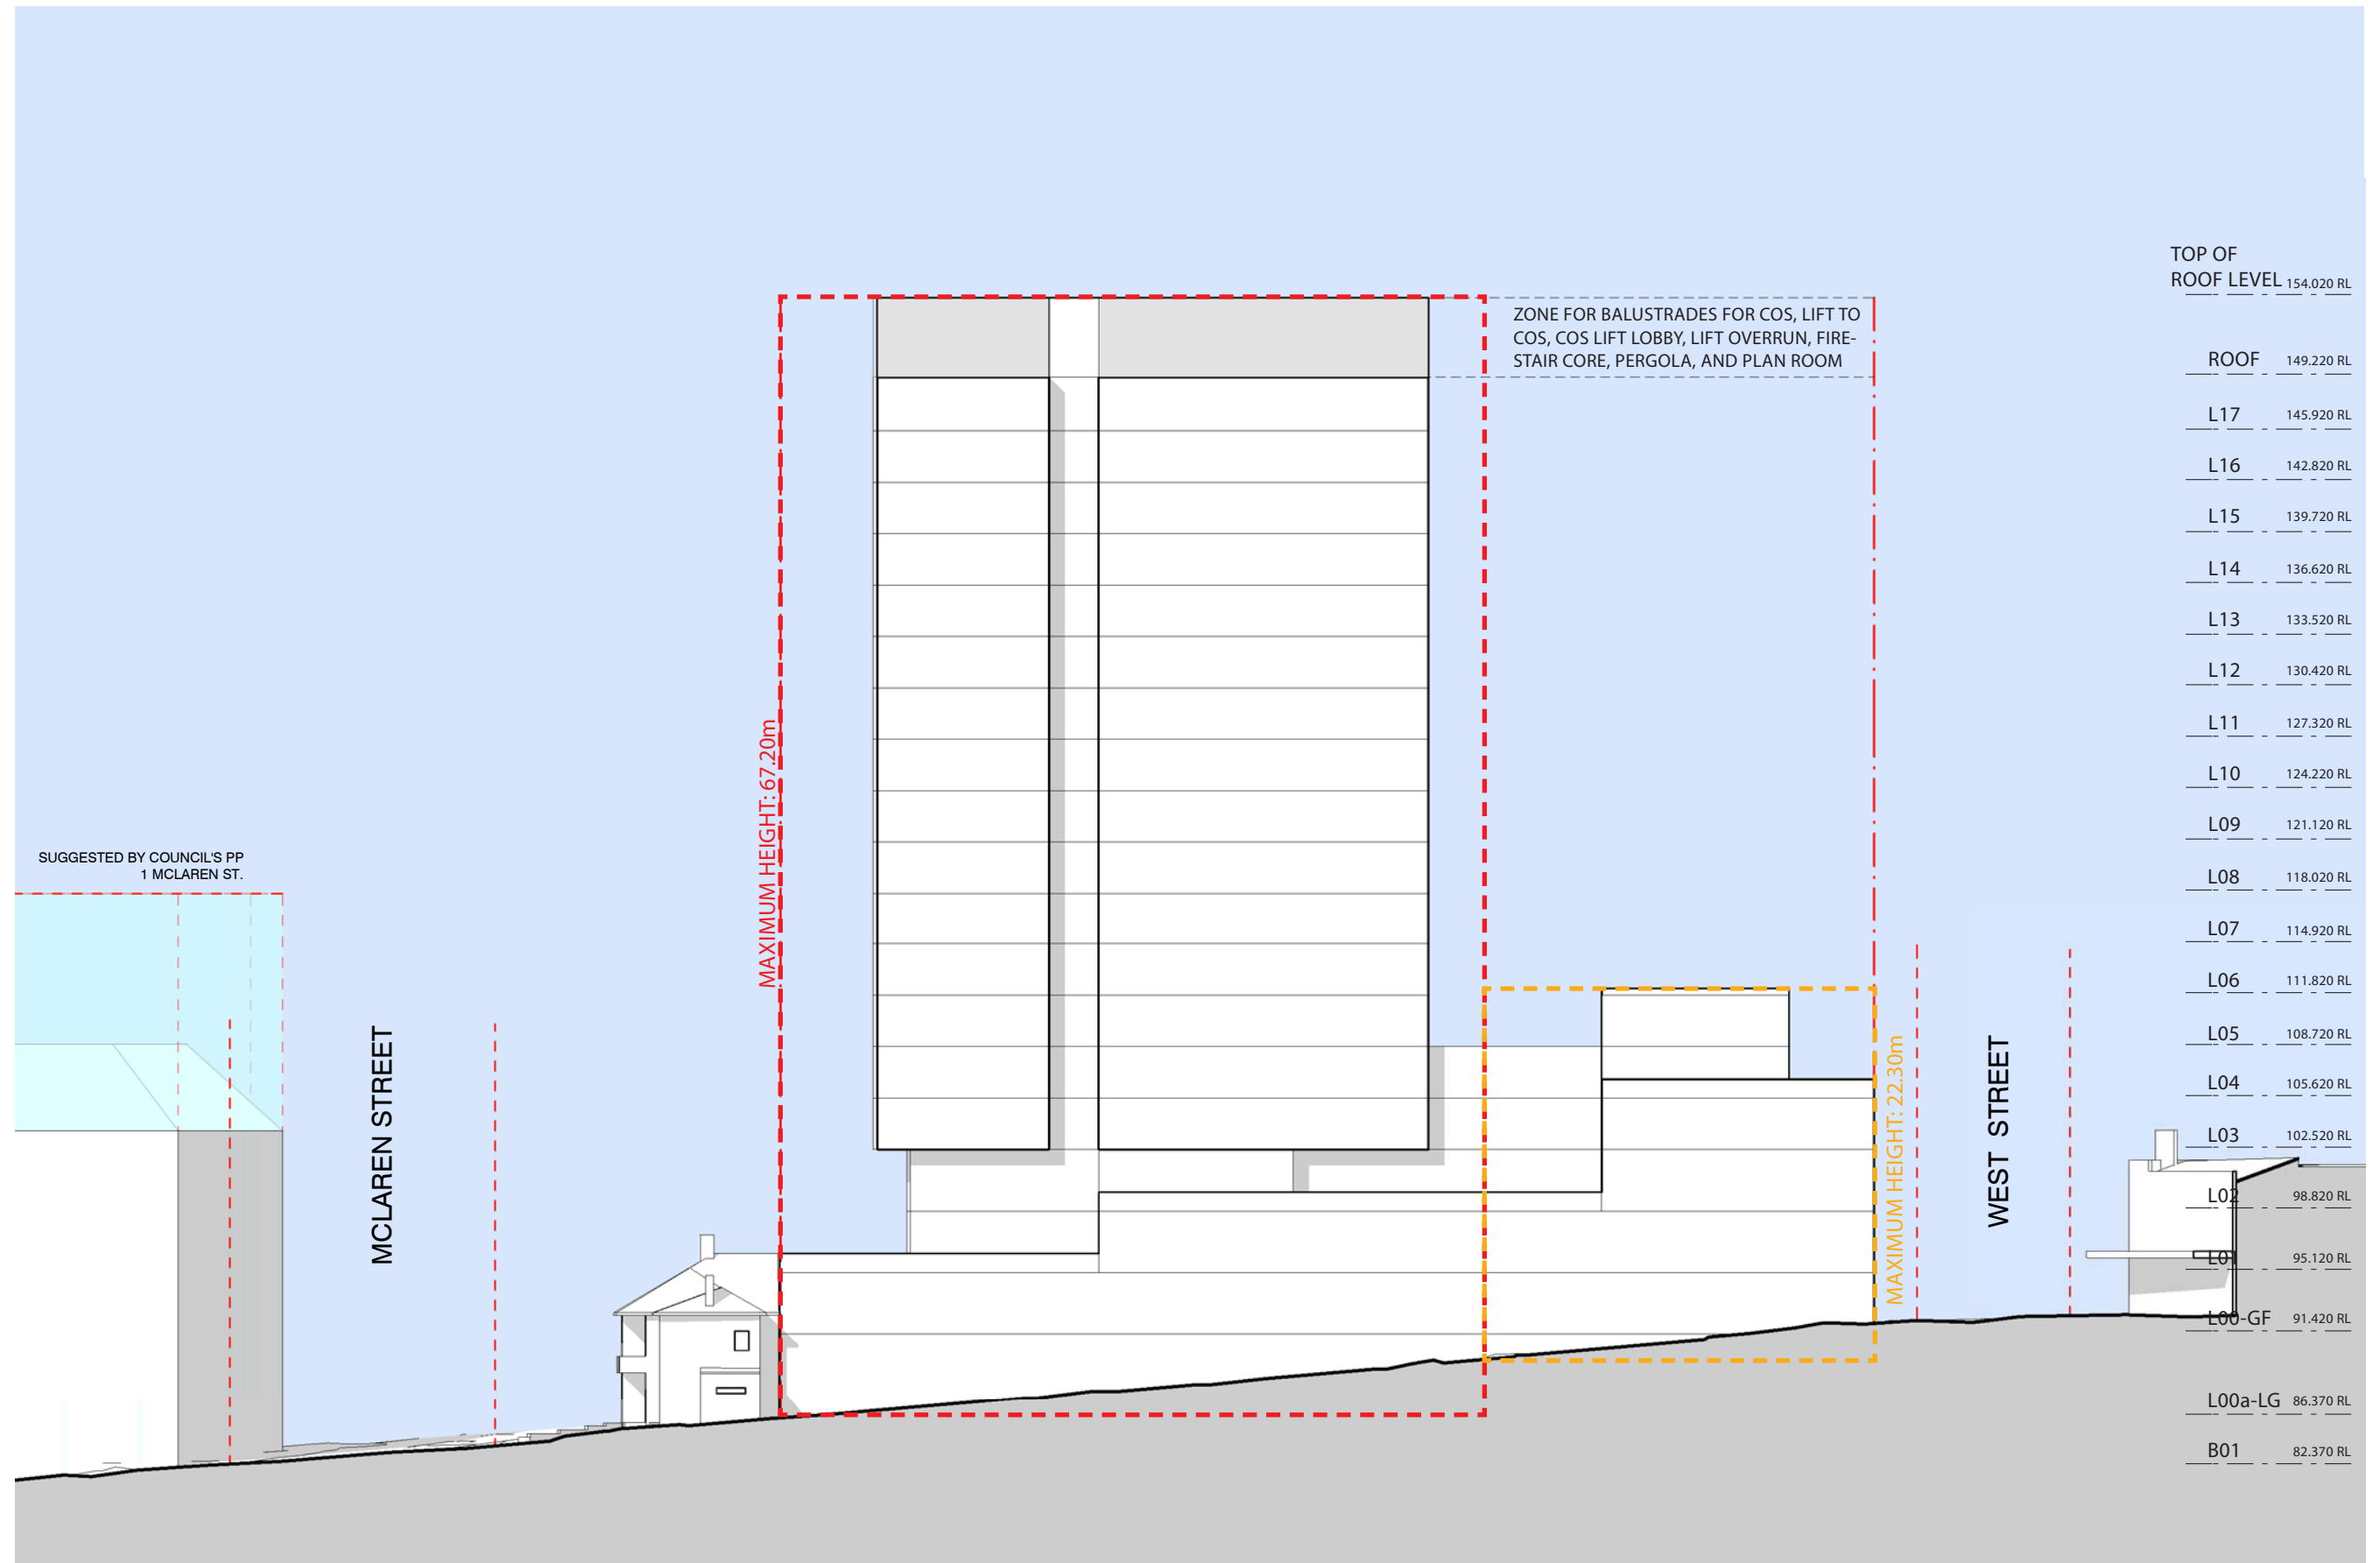 TOP OF
ROOF LEVEL 154.020 RL
ZONE FOR BALUSTRADES FOR COS, LIFT TO
COS, COS LIFT LOBBY, LIFT OVERRUN, FIRE-
STAIR CORE, PERGOLA, AND PLAN ROOM
ROOF 149.220 RL
L17 145.920 RL
L16 142.820 RL
L15 139.720 RL
L14 136.620 RL
L13 133.520 RL
L12 130.420 RL
L11 127.320 RL
L10 124.220 RL
L09 121.120 RL
L08 118.020 RL
L07 114.920 RL
L06 111.820 RL
L05 108.720 RL
L04 105.620 RL
L03 102.520 RL
L02 98.820 RL
L01 95.120 RL
L00-GF 91.420 RL
L00a-LG 86.370 RL
B01 82.370 RL
MAXIMUM HEIGHT: 67.20m
SUGGESTED BY COUNCIL'S PP
1 MCLAREN ST.
MCLAREN STREET
MAXIMUM HEIGHT: 22.30m
WEST STREET